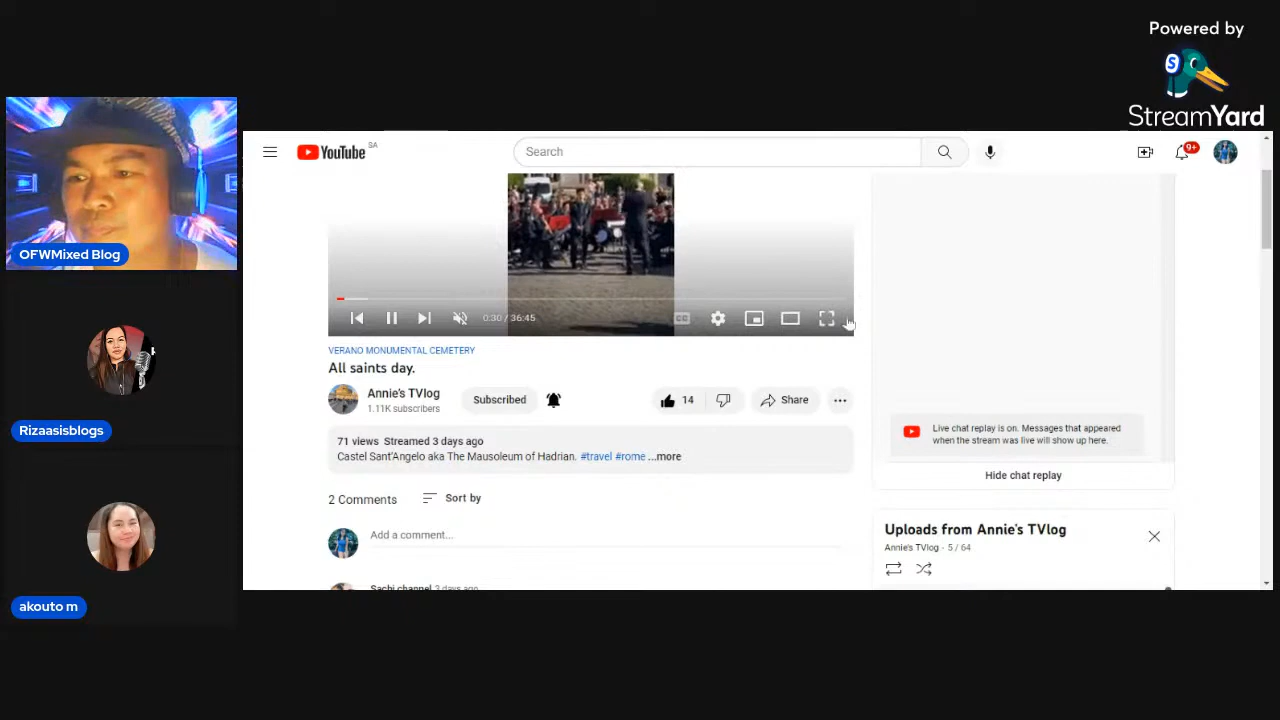 Powered by
S
StreamYard
OFWMixed Blog
Rizaasisblogs
akouto m
YouTube SA
Search
9+
0:30 / 36:45
CC
VERANO MONUMENTAL CEMETERY
All saints day.
Annie's TVlog
1.11K subscribers
Subscribed
14
Share
71 views Streamed 3 days ago
Castel Sant'Angelo aka The Mausoleum of Hadrian. #travel #rome ...more
2 Comments
Sort by
Add a comment...
Sachi channel 3 days ago
Live chat replay is on. Messages that appeared
when the stream was live will show up here.
Hide chat replay
Uploads from Annie's TVlog
Annie's TVlog - 5 / 64